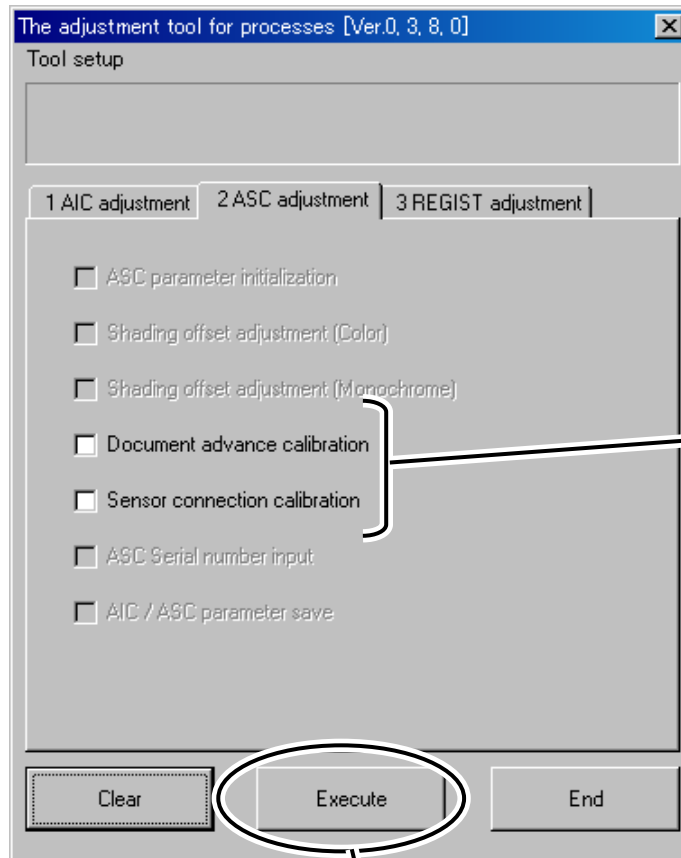 The adjustment tool for processes [Ver.0, 3, 8, 0]
Tool setup
1 AIC adjustment 2 ASC adjustment 3 REGIST adjustment
ASC parameter initialization
Shading offset adjustment (Color)
Shading offset adjustment (Monochrome)
Document advance calibration
Sensor connection calibration
ASC Serial number input
AIC / ASC parameter save
Clear Execute End